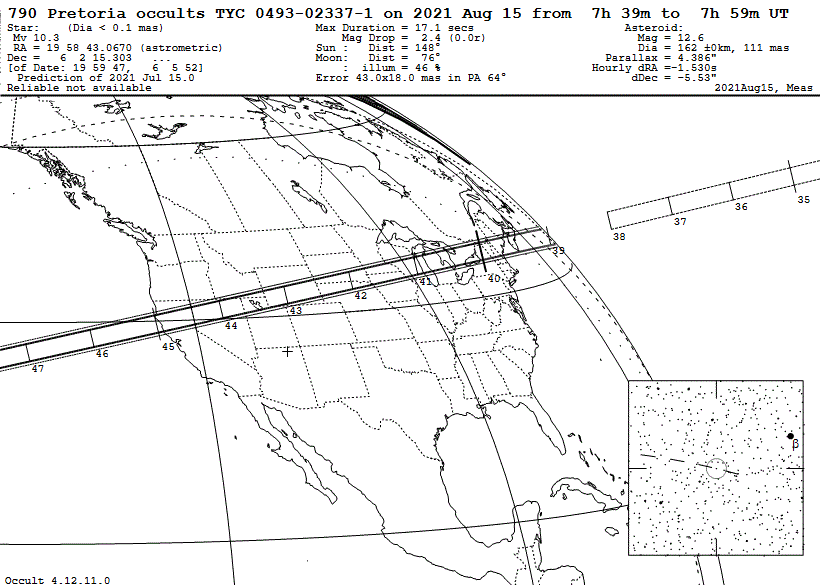 790 Pretoria occults TYC 0493-02337-1 on 2021 Aug 15 from 7h 39m to 7h 59m UT
Star: (Dia < 0.1 mas)
Mv 10.3
RA = 19 58 43.0670 (astrometric)
Dec = 6 2 15.303 ...
[of Date: 19 59 47, 6 5 52]
Prediction of 2021 Jul 15.0
Reliable not available
Max Duration = 17.1 secs
Mag Drop = 2.4 (0.0r)
Sun : Dist = 148°
Moon: Dist = 76°
: illum = 46 %
Error 43.0x18.0 mas in PA 64°
Asteroid:
Mag = 12.6
Dia = 162 ±0km, 111 mas
Parallax = 4.386"
Hourly dRA =-1.530s
dDec = -5.53"
2021Aug15, Meas
35
36
37
38
39
40
41
42
43
44
45
46
47
β
Occult 4.12.11.0